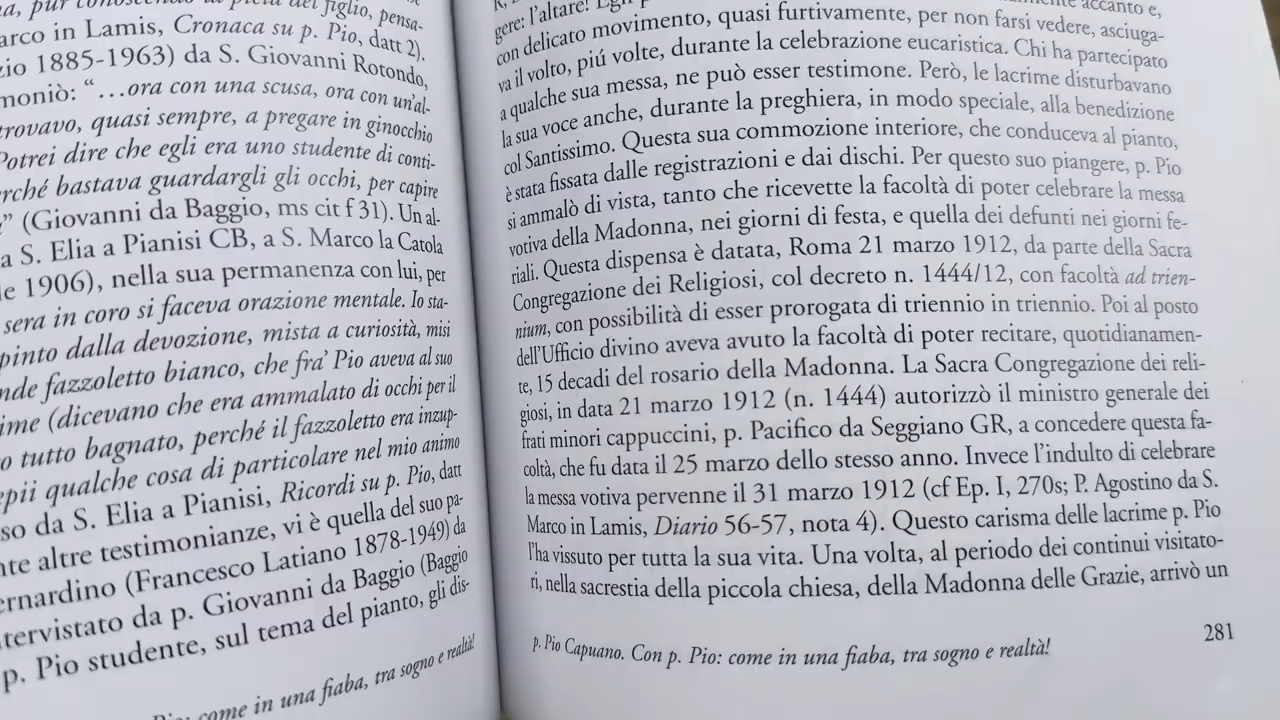 pur conoscendo la pietà del figlio, pensa-
arco in Lamis, Cronaca su p. Pio, datt 2).
zio 1885-1963) da S. Giovanni Rotondo,
moniò: “…ora con una scusa, ora con un’al-
trovavo, quasi sempre, a pregare in ginocchio
Potrei dire che egli era uno studente di conti-
erché bastava guardargli gli occhi, per capire
” (Giovanni da Baggio, ms cit f 31). Un al-
a S. Elia a Pianisi CB, a S. Marco la Catola
le 1906), nella sua permanenza con lui, per
sera in coro si faceva orazione mentale. Io sta-
pinto dalla devozione, mista a curiosità, misi
nde fazzoletto bianco, che fra’ Pio aveva al suo
ime (dicevano che era ammalato di occhi per il
o tutto bagnato, perché il fazzoletto era inzup-
epii qualche cosa di particolare nel mio animo
so da S. Elia a Pianisi, Ricordi su p. Pio, datt
nte altre testimonianze, vi è quella del suo pa-
ernardino (Francesco Latiano 1878-1949) da
ntervistato da p. Giovanni da Baggio (Baggio
p. Pio studente, sul tema del pianto, gli dis-
Pio: come in una fiaba, tra sogno e realtà!
accanto e,
gere: l’altare!
con delicato movimento, quasi furtivamente, per non farsi vedere, asciuga-
va il volto, piú volte, durante la celebrazione eucaristica. Chi ha partecipato
a qualche sua messa, ne può esser testimone. Però, le lacrime disturbavano
la sua voce anche, durante la preghiera, in modo speciale, alla benedizione
col Santissimo. Questa sua commozione interiore, che conduceva al pianto,
è stata fissata dalle registrazioni e dai dischi. Per questo suo piangere, p. Pio
si ammalò di vista, tanto che ricevette la facoltà di poter celebrare la messa
votiva della Madonna, nei giorni di festa, e quella dei defunti nei giorni fe-
riali. Questa dispensa è datata, Roma 21 marzo 1912, da parte della Sacra
Congregazione dei Religiosi, col decreto n. 1444/12, con facoltà ad trien-
nium, con possibilità di esser prorogata di triennio in triennio. Poi al posto
dell’Ufficio divino aveva avuto la facoltà di poter recitare, quotidianamen-
te, 15 decadi del rosario della Madonna. La Sacra Congregazione dei reli-
giosi, in data 21 marzo 1912 (n. 1444) autorizzò il ministro generale dei
frati minori cappuccini, p. Pacifico da Seggiano GR, a concedere questa fa-
coltà, che fu data il 25 marzo dello stesso anno. Invece l’indulto di celebrare
la messa votiva pervenne il 31 marzo 1912 (cf Ep. I, 270s; P. Agostino da S.
Marco in Lamis, Diario 56-57, nota 4). Questo carisma delle lacrime p. Pio
l’ha vissuto per tutta la sua vita. Una volta, al periodo dei continui visitato-
ri, nella sacrestia della piccola chiesa, della Madonna delle Grazie, arrivò un
p. Pio Capuano. Con p. Pio: come in una fiaba, tra sogno e realtà!
281